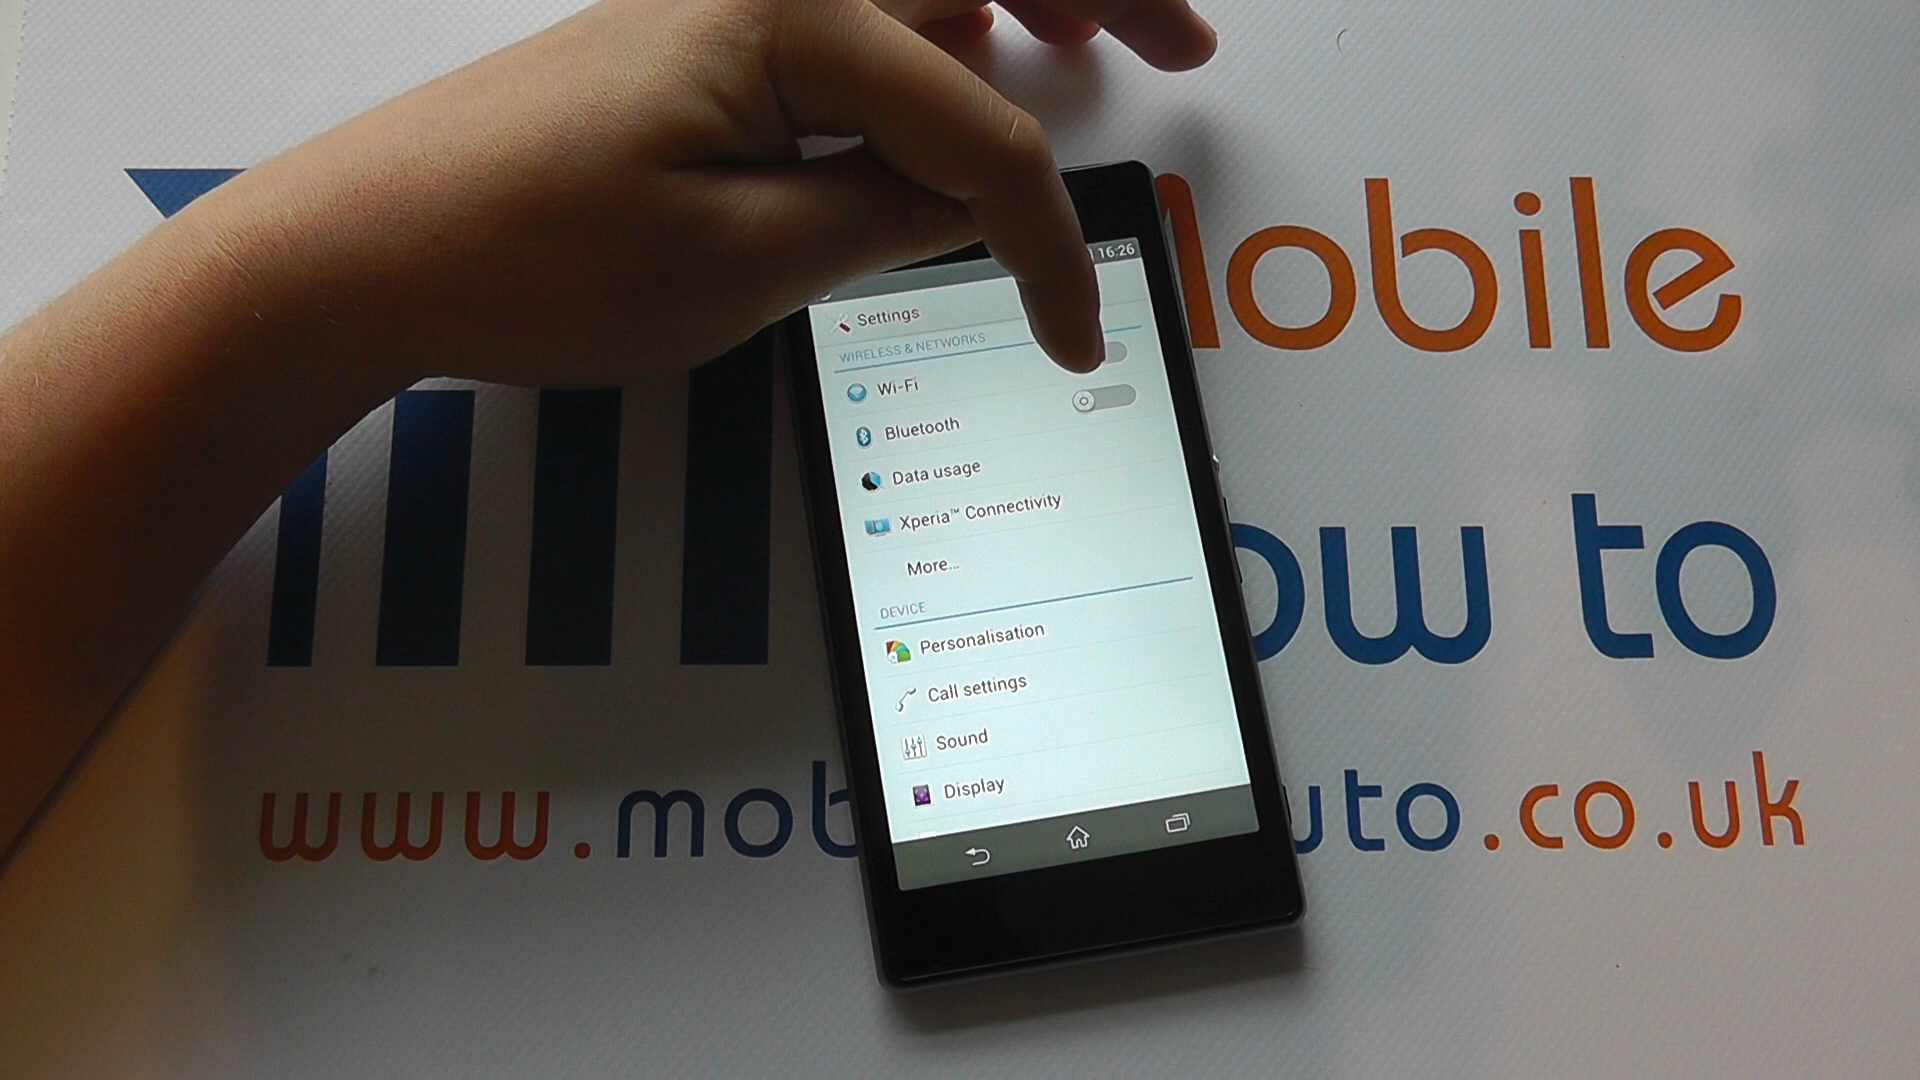 Mobile
16:26
Settings
WIRELESS & NETWORKS
Wi-Fi
Bluetooth
Data usage
Xperia™ Connectivity
More...
DEVICE
Personalisation
Call settings
Sound
Display
ow to
www.mob
uto.co.uk